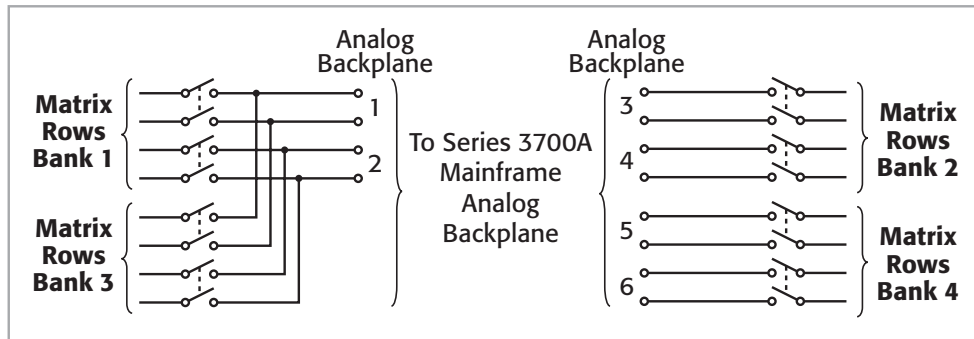 Analog
Backplane
Matrix
Rows
Bank 1
1
2
Matrix
Rows
Bank 3
To Series 3700A
Mainframe
Analog
Backplane
Analog
Backplane
3
4
5
6
Matrix
Rows
Bank 2
Matrix
Rows
Bank 4